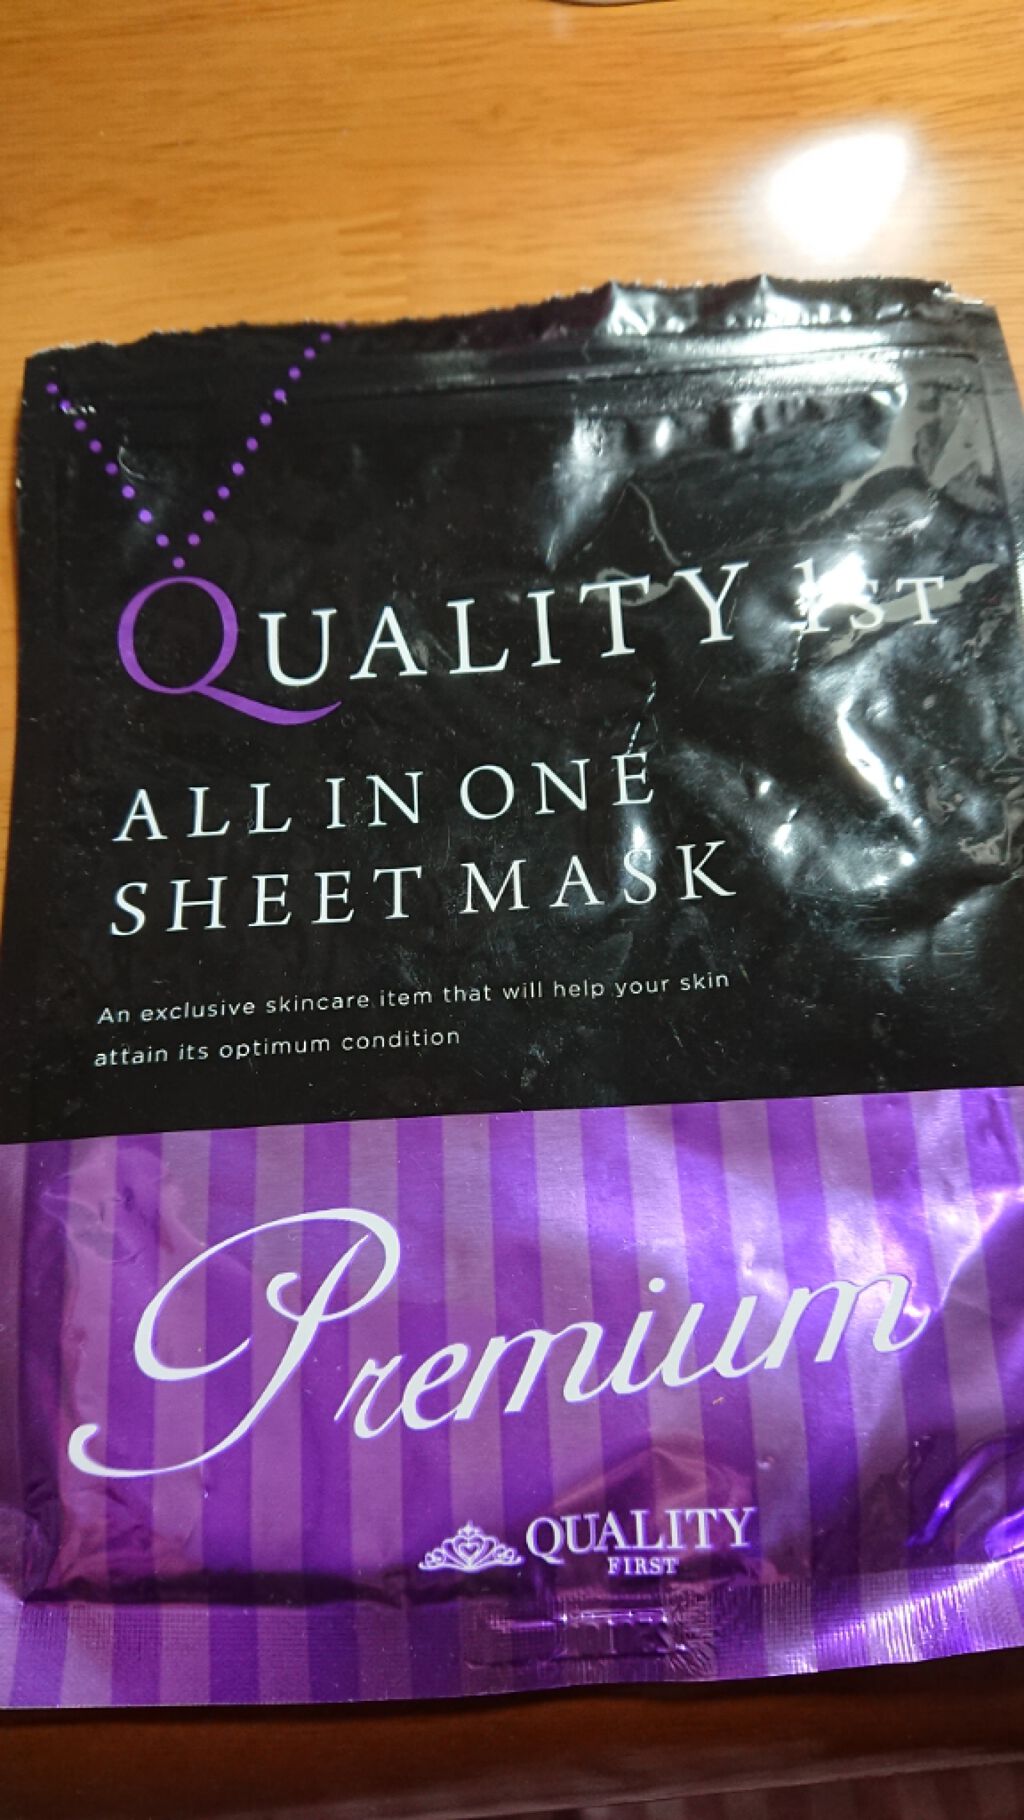 QUALITY 1ST
ALL IN ONE
SHEET MASK
An exclusive skincare item that will help your skin
attain its optimum condition
Premium
QUALITY
FIRST